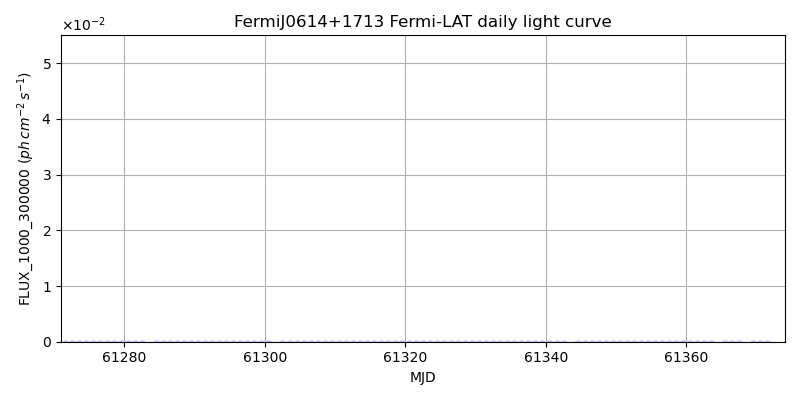 FermiJ0614+1713 Fermi-LAT daily light curve
×10⁻²
FLUX_1000_300000 (ph cm⁻² s⁻¹)
5
4
3
2
1
0
61280 61300 61320 61340 61360
MJD